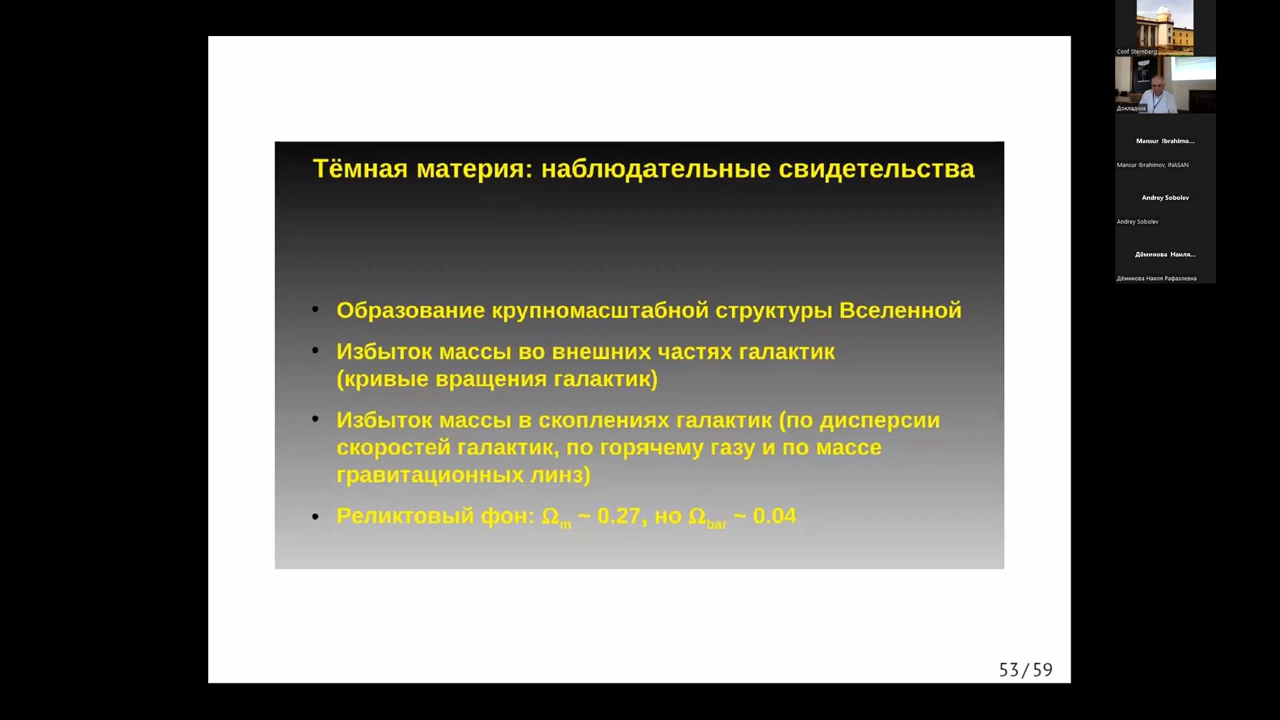 Тёмная материя: наблюдательные свидетельства
• Образование крупномасштабной структуры Вселенной
• Избыток массы во внешних частях галактик
(кривые вращения галактик)
• Избыток массы в скоплениях галактик (по дисперсии
скоростей галактик, по горячему газу и по массе
гравитационных линз)
• Реликтовый фон: Ωm ~ 0.27, но Ωbar ~ 0.04
53/59
Conf Sternberg
Докладчик
Mansur Ibrahimo...
Mansur Ibrahimov, INASAN
Andrey Sobolev
Andrey Sobolev
Дёминова Наиля...
Дёминова Наиля Рафаэлевна